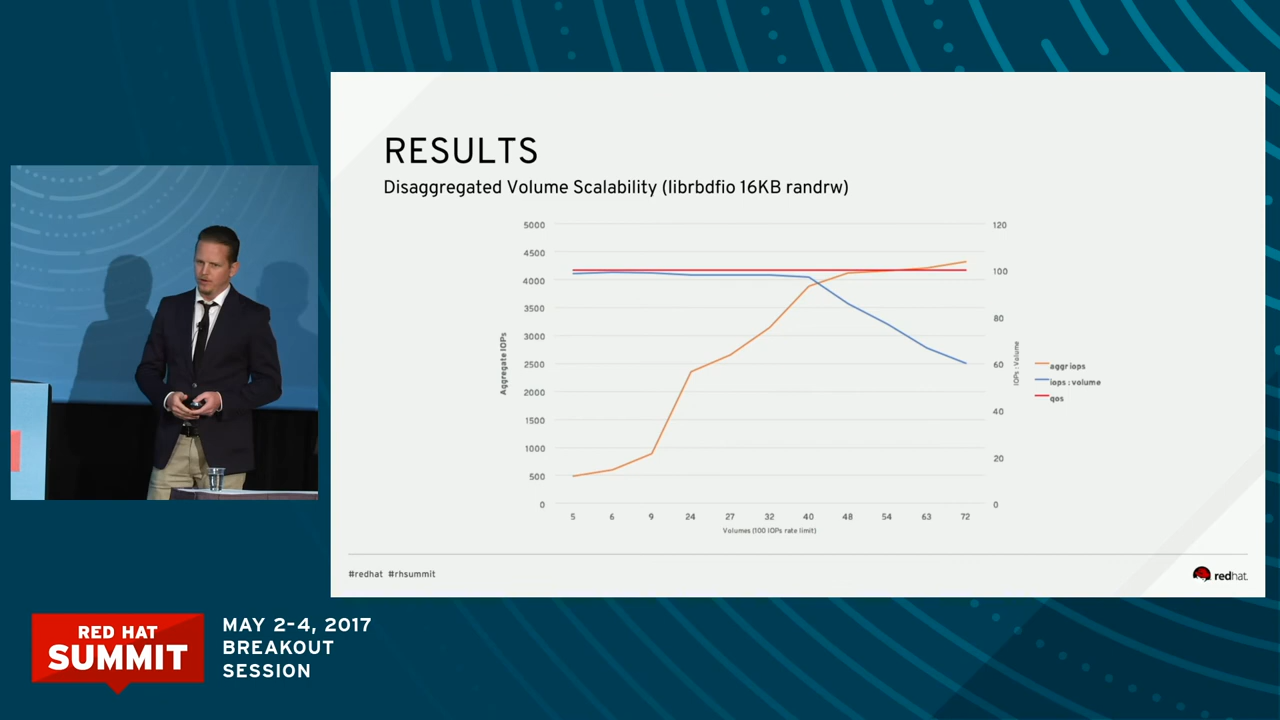 RESULTS
Disaggregated Volume Scalability (librbdfio 16KB randrw)
5000
4500
4000
3500
3000
2500
2000
1500
1000
500
0
Aggregate IOPs
120
100
80
60
40
20
0
IOPs : Volume
aggr iops
iops : volume
qos
5 6 9 24 27 32 40 48 54 63 72
Volumes (100 IOPs rate limit)
#redhat #rhsummit
redhat.
RED HAT
SUMMIT
MAY 2-4, 2017
BREAKOUT
SESSION